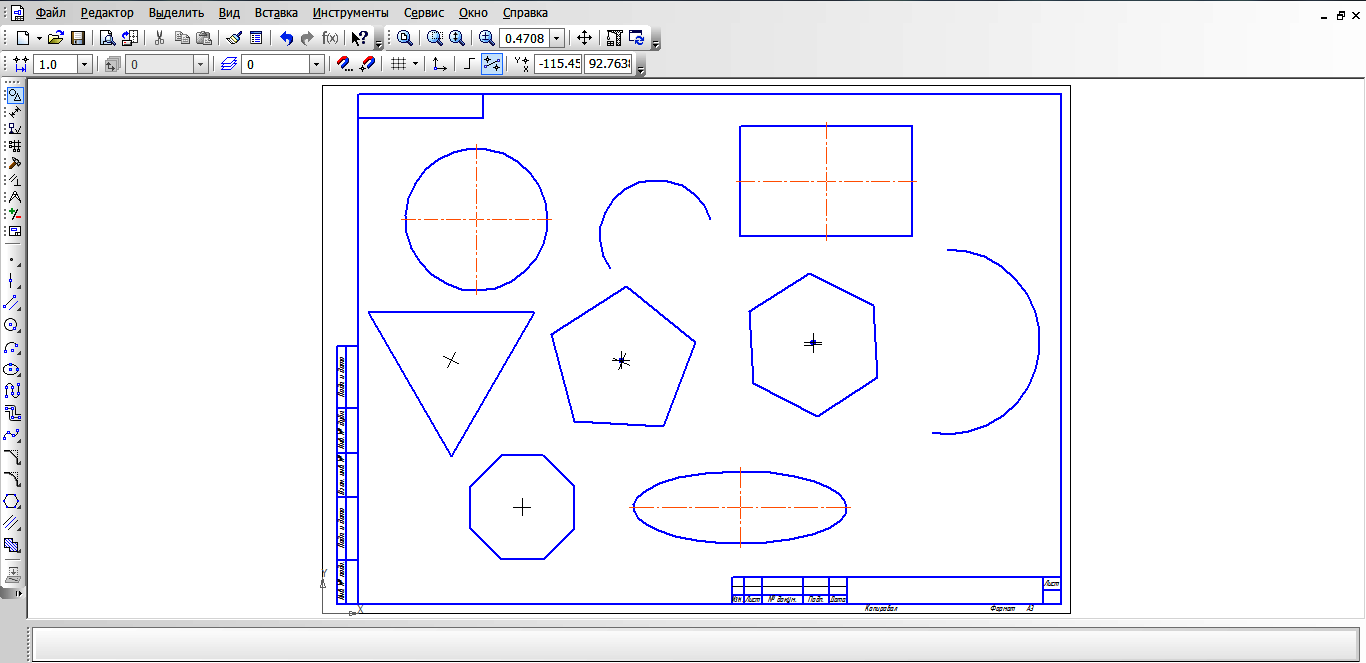 Файл Редактор Выделить Вид Вставка Инструменты Сервис Окно Справка
f(x) 0.4708
1.0 0 0 Y X -115.45 92.763
Y
X
Изм Лист № докум. Подп. Дата
Лист
Копировал Формат А3